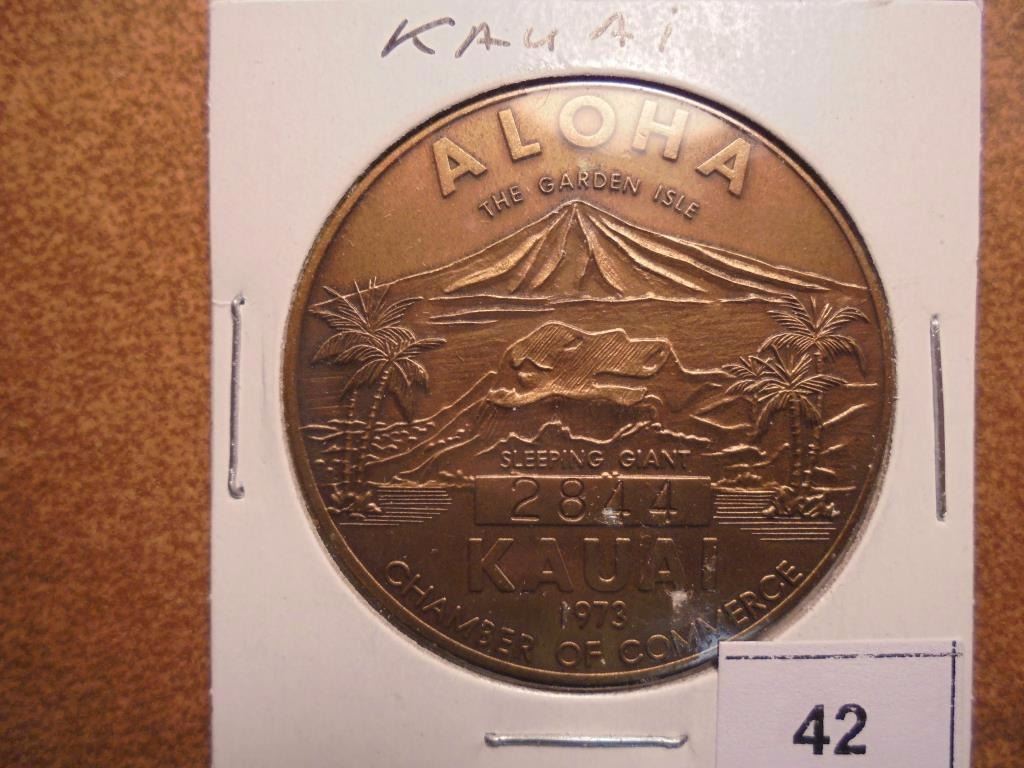 KAUAI
ALOHA
THE GARDEN ISLE
SLEEPING GIANT
2844
KAUAI
1973
CHAMBER OF COMMERCE
42